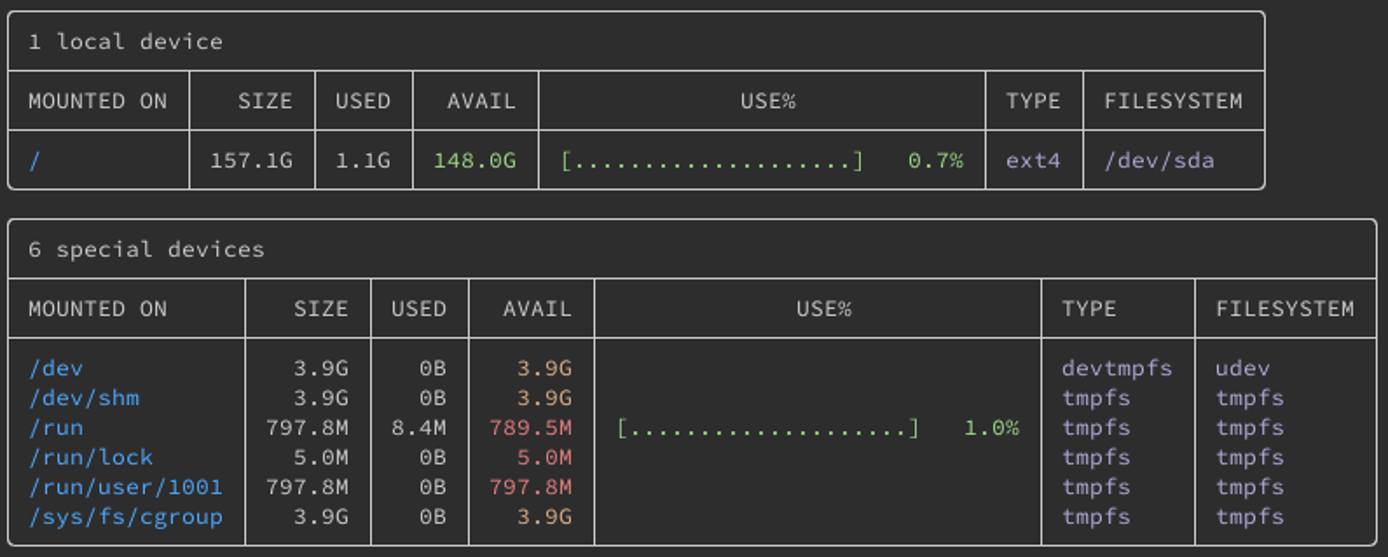 1 local device
MOUNTED ON SIZE USED AVAIL USE% TYPE FILESYSTEM
/ 157.1G 1.1G 148.0G [....................] 0.7% ext4 /dev/sda
6 special devices
MOUNTED ON SIZE USED AVAIL USE% TYPE FILESYSTEM
/dev 3.9G 0B 3.9G devtmpfs udev
/dev/shm 3.9G 0B 3.9G tmpfs tmpfs
/run 797.8M 8.4M 789.5M [....................] 1.0% tmpfs tmpfs
/run/lock 5.0M 0B 5.0M tmpfs tmpfs
/run/user/1001 797.8M 0B 797.8M tmpfs tmpfs
/sys/fs/cgroup 3.9G 0B 3.9G tmpfs tmpfs